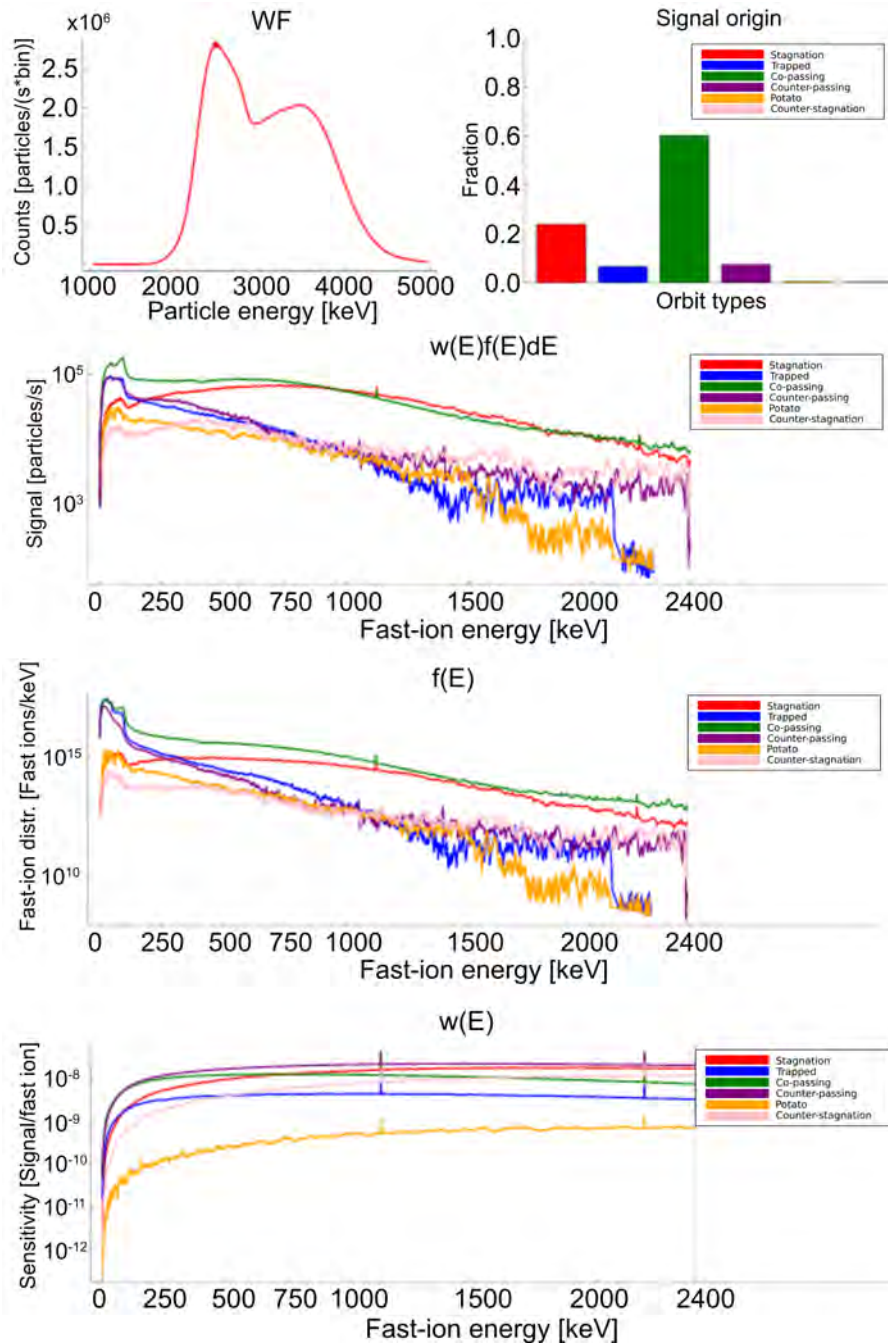 WF
x10⁶
2.5
2.0
1.5
1.0
0.5
Counts [particles/(s*bin)]
1000 2000 3000 4000 5000
Particle energy [keV]
Signal origin
1.0
0.8
0.6
0.4
0.2
0.0
Fraction
Stagnation
Trapped
Co-passing
Counter-passing
Potato
Counter-stagnation
Orbit types
w(E)f(E)dE
10⁵
10³
Signal [particles/s]
Stagnation
Trapped
Co-passing
Counter-passing
Potato
Counter-stagnation
0 250 500 750 1000 1500 2000 2400
Fast-ion energy [keV]
f(E)
10¹⁵
10¹⁰
Fast-ion distr. [Fast ions/keV]
Stagnation
Trapped
Co-passing
Counter-passing
Potato
Counter-stagnation
0 250 500 750 1000 1500 2000 2400
Fast-ion energy [keV]
w(E)
10⁻⁸
10⁻⁹
10⁻¹⁰
10⁻¹¹
10⁻¹²
Sensitivity [Signal/fast ion]
Stagnation
Trapped
Co-passing
Counter-passing
Potato
Counter-stagnation
0 250 500 750 1000 1500 2000 2400
Fast-ion energy [keV]